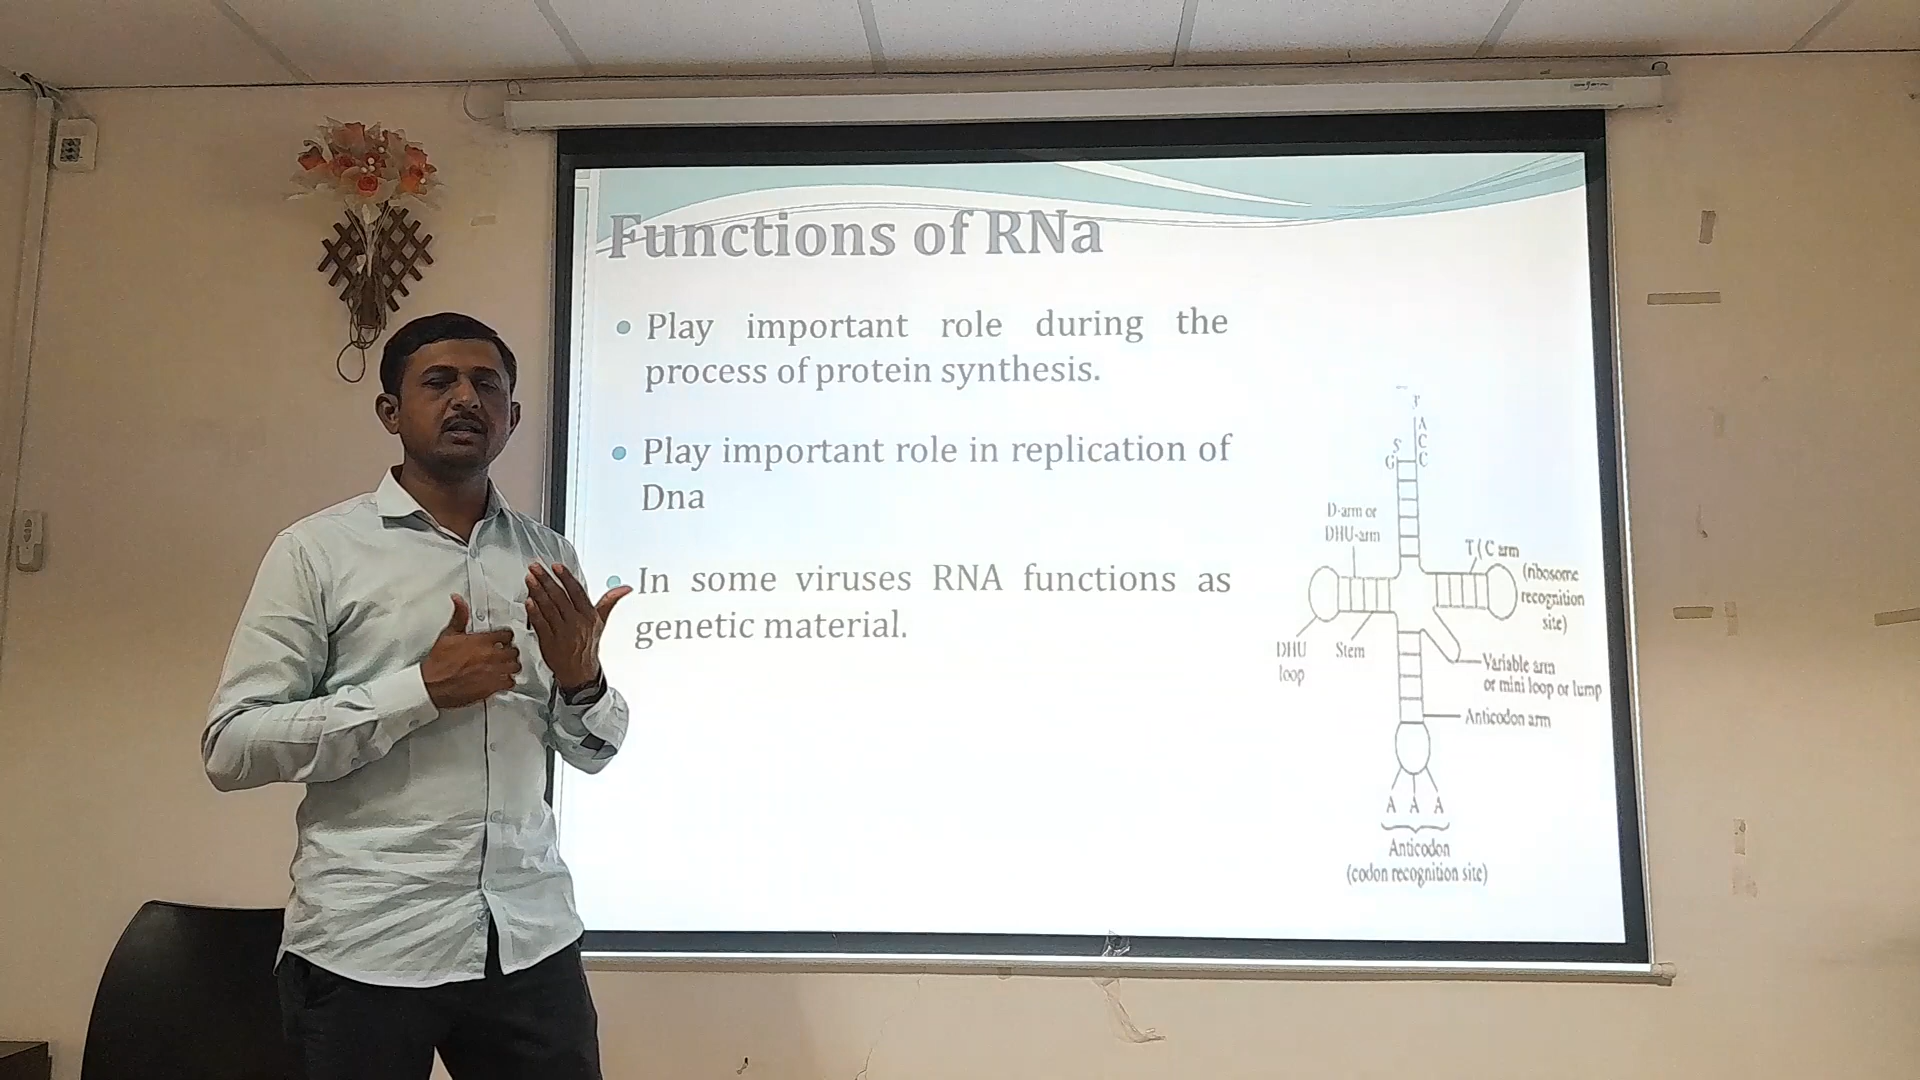 Functions of RNa
• Play important role during the
process of protein synthesis.
• Play important role in replication of
Dna
• In some viruses RNA functions as
genetic material.
3'
A
C
5
G C
D-arm or
DHU-arm
T(C arm
(ribosome
recognition
site)
DHU
loop
Stem
Variable arm
or mini loop or lump
Anticodon arm
A A A
Anticodon
(codon recognition site)